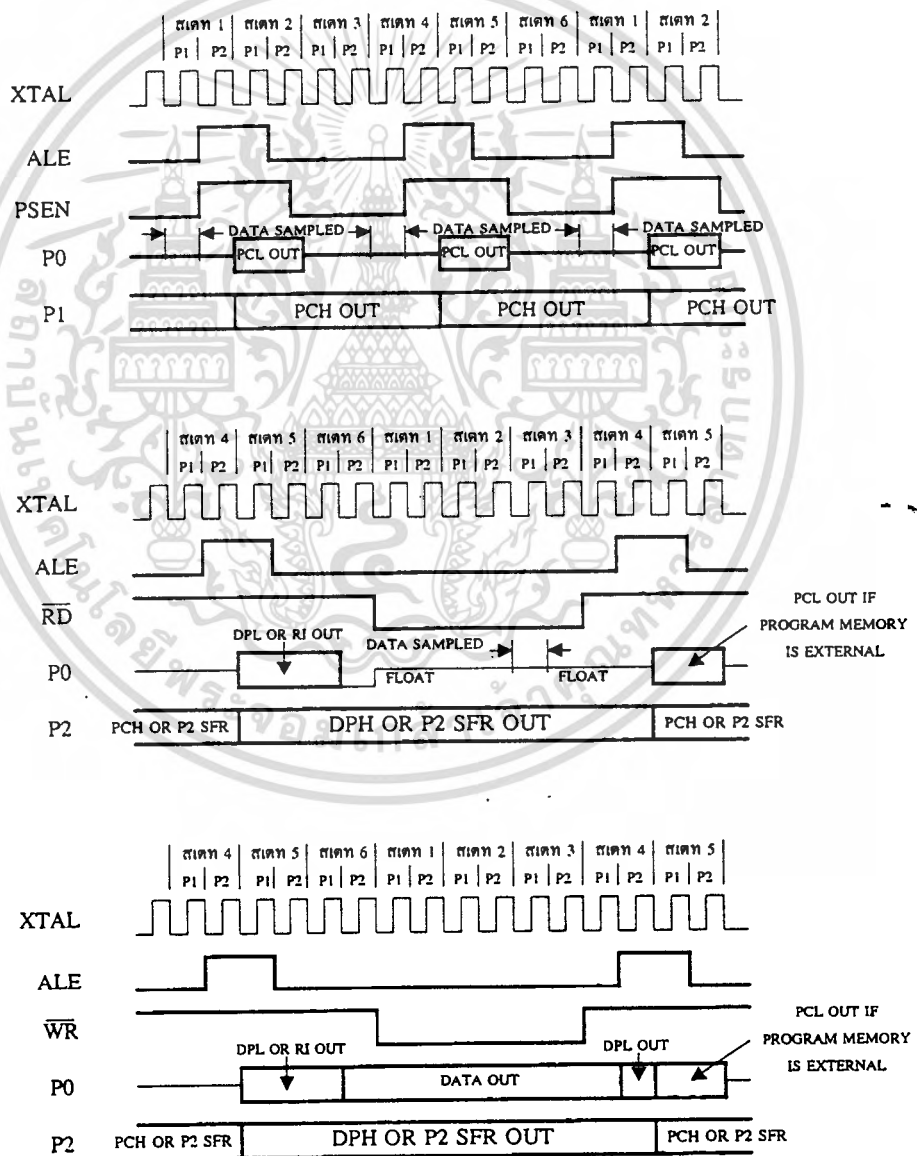 สเตท 1 สเตท 2 สเตท 3 สเตท 4 สเตท 5 สเตท 6 สเตท 1 สเตท 2
P1 P2 P1 P2 P1 P2 P1 P2 P1 P2 P1 P2 P1 P2 P1 P2
XTAL
ALE
PSEN
DATA SAMPLED DATA SAMPLED DATA SAMPLED
P0 PCL OUT PCL OUT PCL OUT
P1 PCH OUT PCH OUT PCH OUT
สเตท 4 สเตท 5 สเตท 6 สเตท 1 สเตท 2 สเตท 3 สเตท 4 สเตท 5
P1 P2 P1 P2 P1 P2 P1 P2 P1 P2 P1 P2 P1 P2 P1 P2
XTAL
ALE
RD
PCL OUT IF
PROGRAM MEMORY
IS EXTERNAL
DPL OR RI OUT DATA SAMPLED
P0 FLOAT FLOAT
P2 PCH OR P2 SFR DPH OR P2 SFR OUT PCH OR P2 SFR
สเตท 4 สเตท 5 สเตท 6 สเตท 1 สเตท 2 สเตท 3 สเตท 4 สเตท 5
P1 P2 P1 P2 P1 P2 P1 P2 P1 P2 P1 P2 P1 P2 P1 P2
XTAL
ALE
WR
PCL OUT IF
PROGRAM MEMORY
IS EXTERNAL
DPL OR RI OUT DPL OUT
P0 DATA OUT
P2 PCH OR P2 SFR DPH OR P2 SFR OUT PCH OR P2 SFR